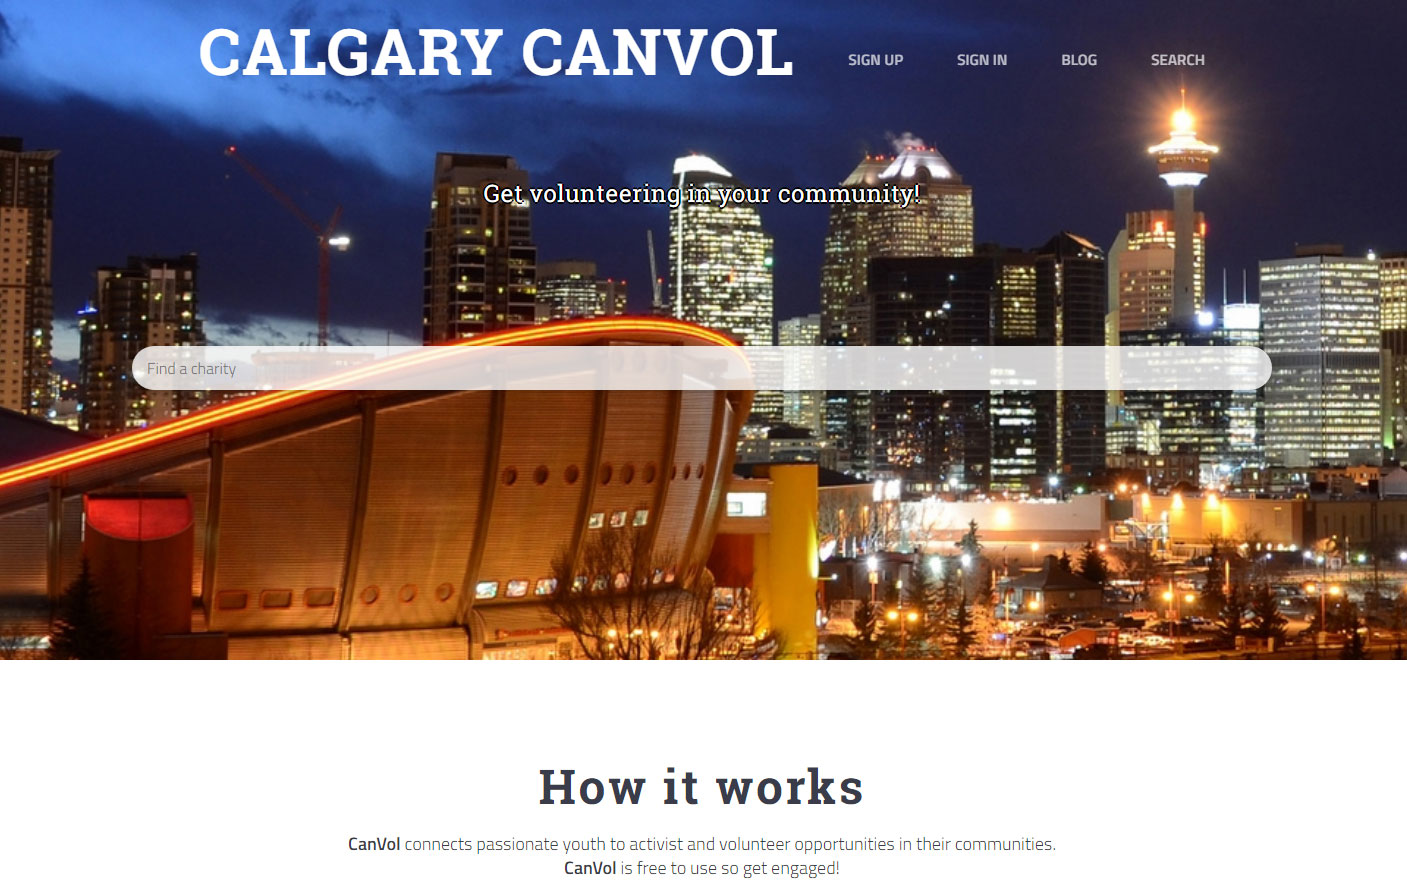 CALGARY CANVOL
SIGN UP
SIGN IN
BLOG
SEARCH
Get volunteering in your community!
Find a charity
How it works
CanVol connects passionate youth to activist and volunteer opportunities in their communities.
CanVol is free to use so get engaged!